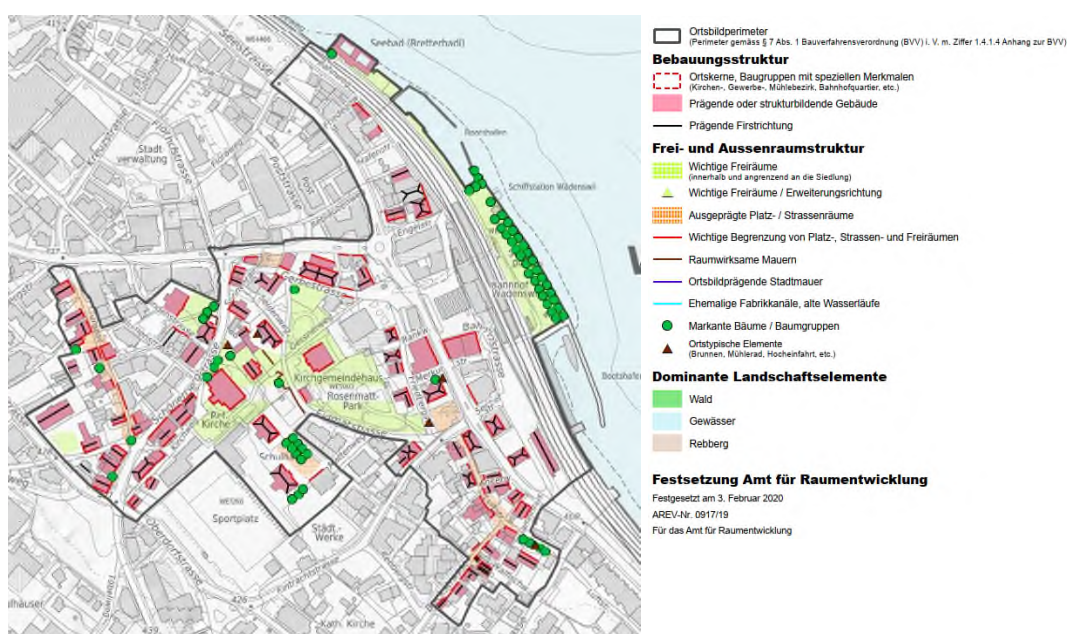 Seebad (Bretterbadi)
Seestrasse
Stadt
verwaltung
Poststrasse
Post
Schiffstation Wädenswil
Engelstr
Bahnhofstrasse
Bootshafen
Kirchgemeindehaus
Rosenmatt-
Park
Ref.
Kirche
Sportplatz
Städt.-
Werke
Oberdorfstrasse
Eintrachtstrasse
Kath. Kirche
426
439
Ortsbildperimeter
(Perimeter gemäss § 7 Abs. 1 Bauverfahrensverordnung (BVV) i. V. m. Ziffer 1.4.1.4 Anhang zur BVV)
Bebauungsstruktur
Ortskerne, Baugruppen mit speziellen Merkmalen
(Kirchen-, Gewerbe-, Mühlebezirk, Bahnhofquartier, etc.)
Prägende oder strukturbildende Gebäude
Prägende Firstrichtung
Frei- und Aussenraumstruktur
Wichtige Freiräume
(innerhalb und angrenzend an die Siedlung)
Wichtige Freiräume / Erweiterungsrichtung
Ausgeprägte Platz- / Strassenräume
Wichtige Begrenzung von Platz-, Strassen- und Freiräumen
Raumwirksame Mauern
Ortsbildprägende Stadtmauer
Ehemalige Fabrikkanäle, alte Wasserläufe
Markante Bäume / Baumgruppen
Ortstypische Elemente
(Brunnen, Mühlerad, Hocheinfahrt, etc.)
Dominante Landschaftselemente
Wald
Gewässer
Rebberg
Festsetzung Amt für Raumentwicklung
Festgesetzt am 3. Februar 2020
AREV-Nr. 0917/19
Für das Amt für Raumentwicklung